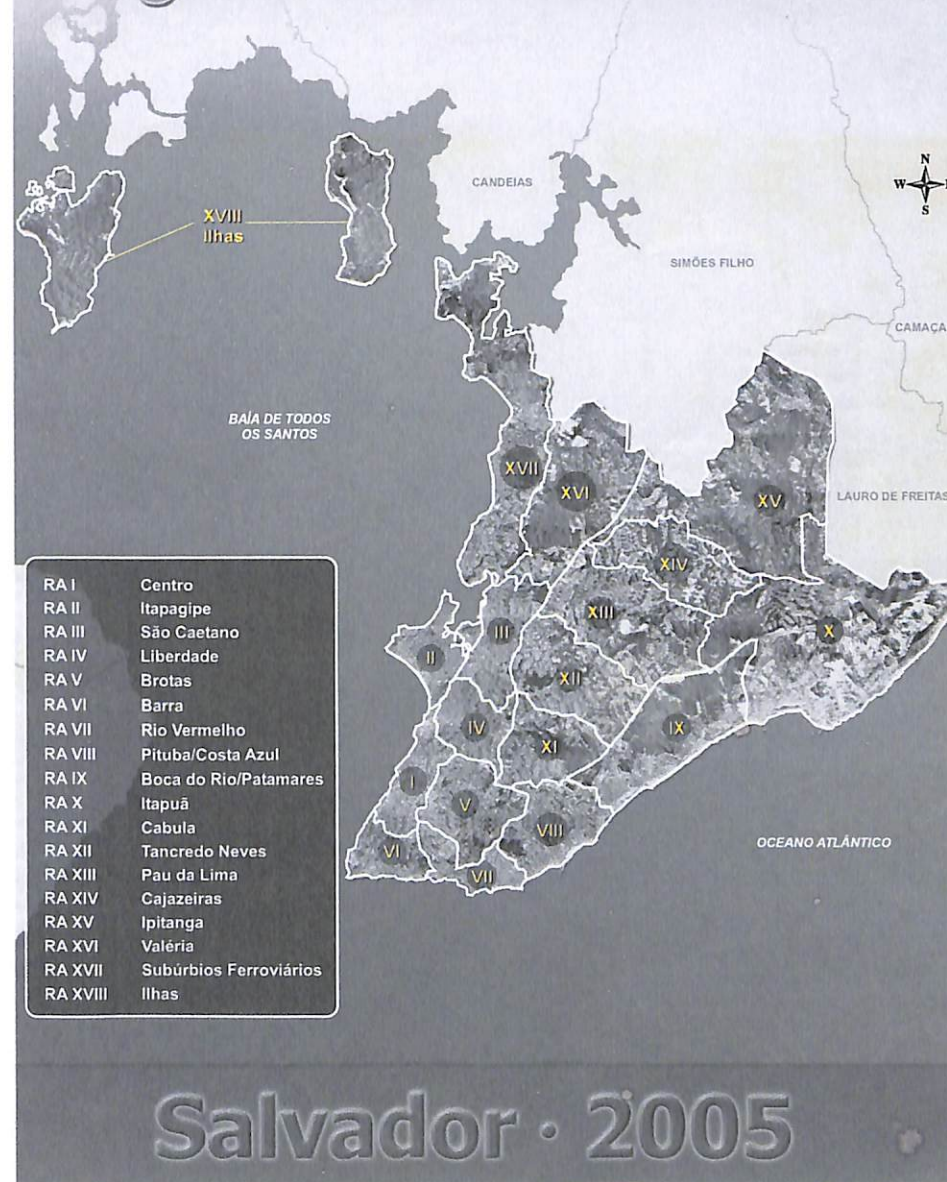 N
W
S
CANDEIAS
XVIII
Ilhas
SIMÕES FILHO
BAÍA DE TODOS
OS SANTOS
XVII
XVI
XV
LAURO DE FREITAS
XIV
XIII
X
III
II
XII
IV
IX
XI
I
V
VIII
VI
VII
OCEANO ATLÂNTICO
RA I Centro
RA II Itapagipe
RA III São Caetano
RA IV Liberdade
RA V Brotas
RA VI Barra
RA VII Rio Vermelho
RA VIII Pituba/Costa Azul
RA IX Boca do Rio/Patamares
RA X Itapuã
RA XI Cabula
RA XII Tancredo Neves
RA XIII Pau da Lima
RA XIV Cajazeiras
RA XV Ipitanga
RA XVI Valéria
RA XVII Subúrbios Ferroviários
RA XVIII Ilhas
Salvador · 2005